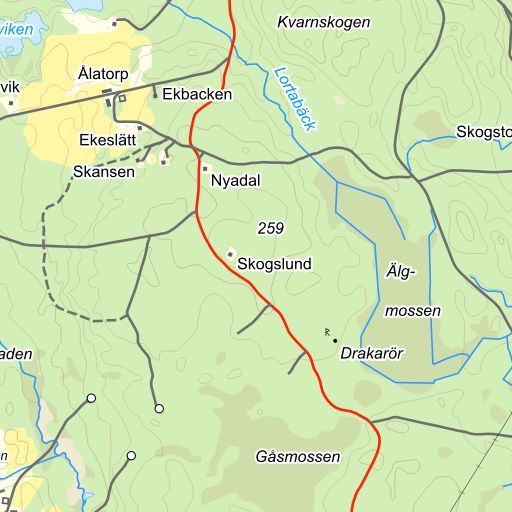 Kvarnskogen
viken
Ålatorp
vik
Ekbacken
Lortabäck
Ekeslätt
Skogsto
Skansen
Nyadal
259
Skogslund
Älg-
mossen
Drakarör
aden
Gåsmossen
n